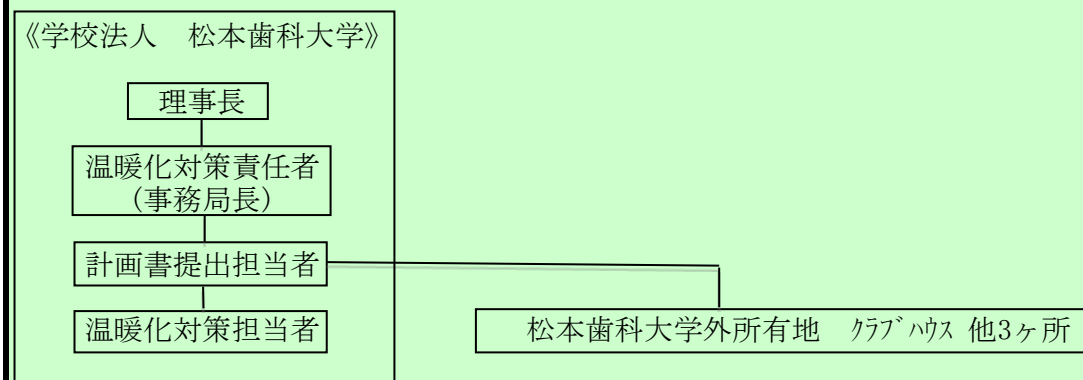 《学校法人　松本歯科大学》
理事長
温暖化対策責任者
(事務局長)
計画書提出担当者
温暖化対策担当者
松本歯科大学外所有地　ｸﾗﾌﾞﾊｳｽ 他3ヶ所